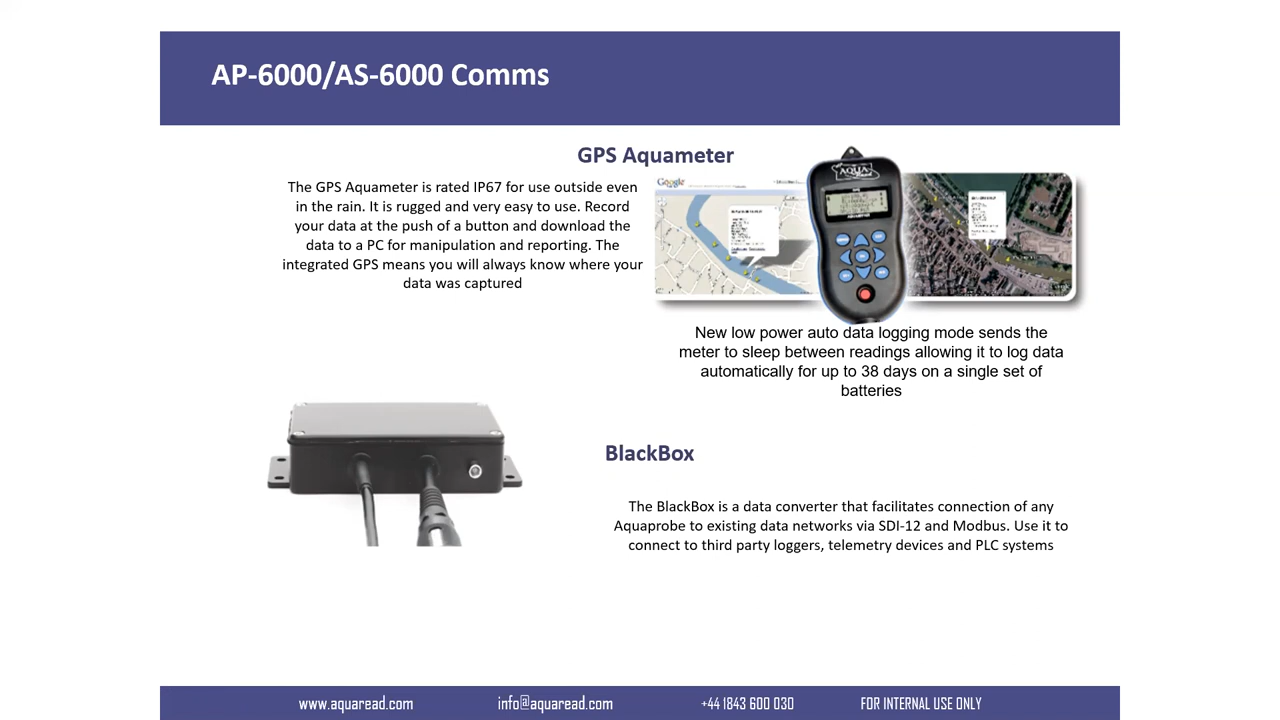 AP-6000/AS-6000 Comms
GPS Aquameter
The GPS Aquameter is rated IP67 for use outside even
in the rain. It is rugged and very easy to use. Record
your data at the push of a button and download the
data to a PC for manipulation and reporting. The
integrated GPS means you will always know where your
data was captured
Google
AQUA
New low power auto data logging mode sends the
meter to sleep between readings allowing it to log data
automatically for up to 38 days on a single set of
batteries
BlackBox
The BlackBox is a data converter that facilitates connection of any
Aquaprobe to existing data networks via SDI-12 and Modbus. Use it to
connect to third party loggers, telemetry devices and PLC systems
www.aquaread.com
info@aquaread.com
+44 1843 600 030
FOR INTERNAL USE ONLY